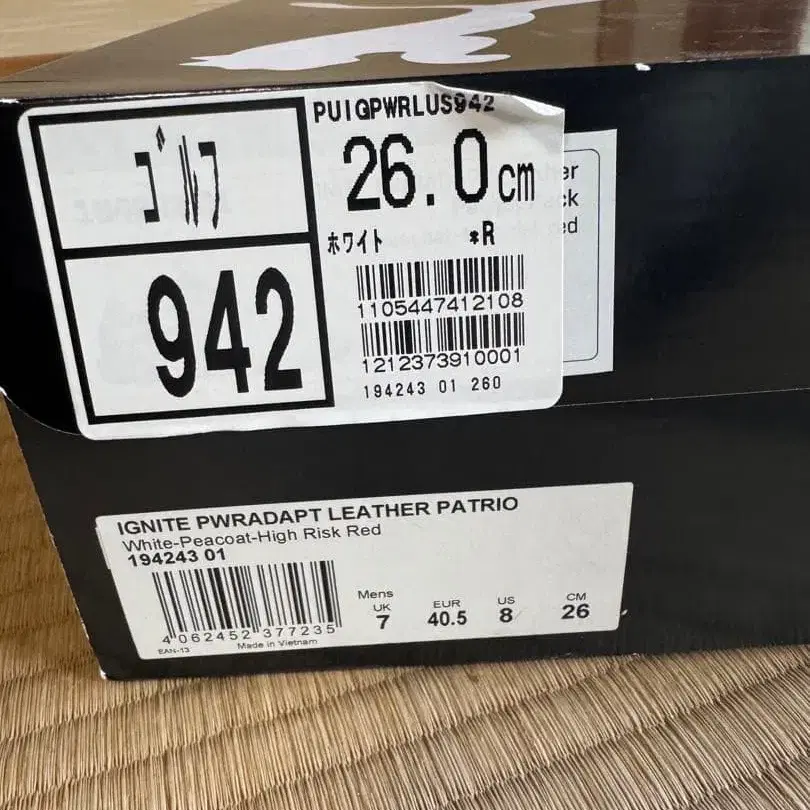 PUIGPWRLUS942
ゴルフ
26.0cm
ホワイト *R
942
1105447412108
1212373910001
194243 01 260
ed
IGNITE PWRADAPT LEATHER PATRIO
White-Peacoat-High Risk Red
194243 01
4 062452 377235
EAN-13
Made in Vietnam
Mens
UK EUR US CM
7 40.5 8 26